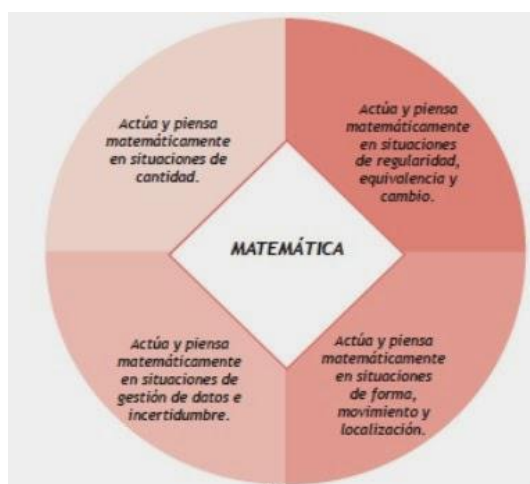 Actúa y piensa
matemáticamente
en situaciones de
cantidad.
Actúa y piensa
matemáticamente
en situaciones
de regularidad,
equivalencia y
cambio.
MATEMÁTICA
Actúa y piensa
matemáticamente
en situaciones de
gestión de datos e
incertidumbre.
Actúa y piensa
matemáticamente
en situaciones
de forma,
movimiento y
localización.